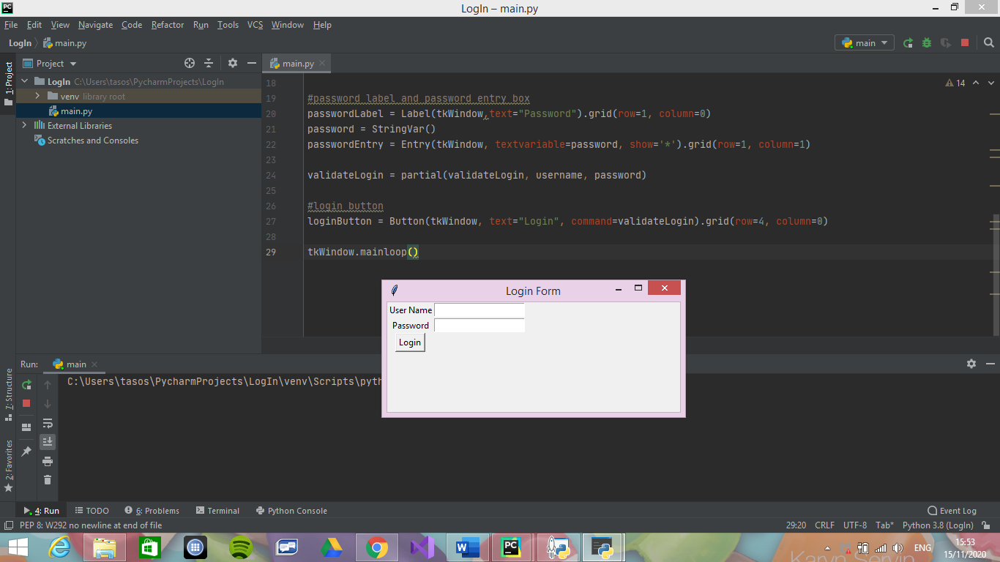 LogIn – main.py
File Edit View Navigate Code Refactor Run Tools VCS Window Help
LogIn main.py
main
Project
main.py
1: Project
LogIn C:\Users\tasos\PycharmProjects\LogIn
venv library root
main.py
External Libraries
Scratches and Consoles
14
18
19 #password label and password entry box
20 passwordLabel = Label(tkWindow,text="Password").grid(row=1, column=0)
21 password = StringVar()
22 passwordEntry = Entry(tkWindow, textvariable=password, show='*').grid(row=1, column=1)
23
24 validateLogin = partial(validateLogin, username, password)
25
26 #login button
27 loginButton = Button(tkWindow, text="Login", command=validateLogin).grid(row=4, column=0)
28
29 tkWindow.mainloop()
Login Form
User Name
Password
Login
Run: main
C:\Users\tasos\PycharmProjects\LogIn\venv\Scripts\pyth
7: Structure
2: Favorites
4: Run TODO 6: Problems Terminal Python Console Event Log
PEP 8: W292 no newline at end of file 29:20 CRLF UTF-8 Tab* Python 3.8 (LogIn)
ENG
15:53
15/11/2020
Karyn Servin